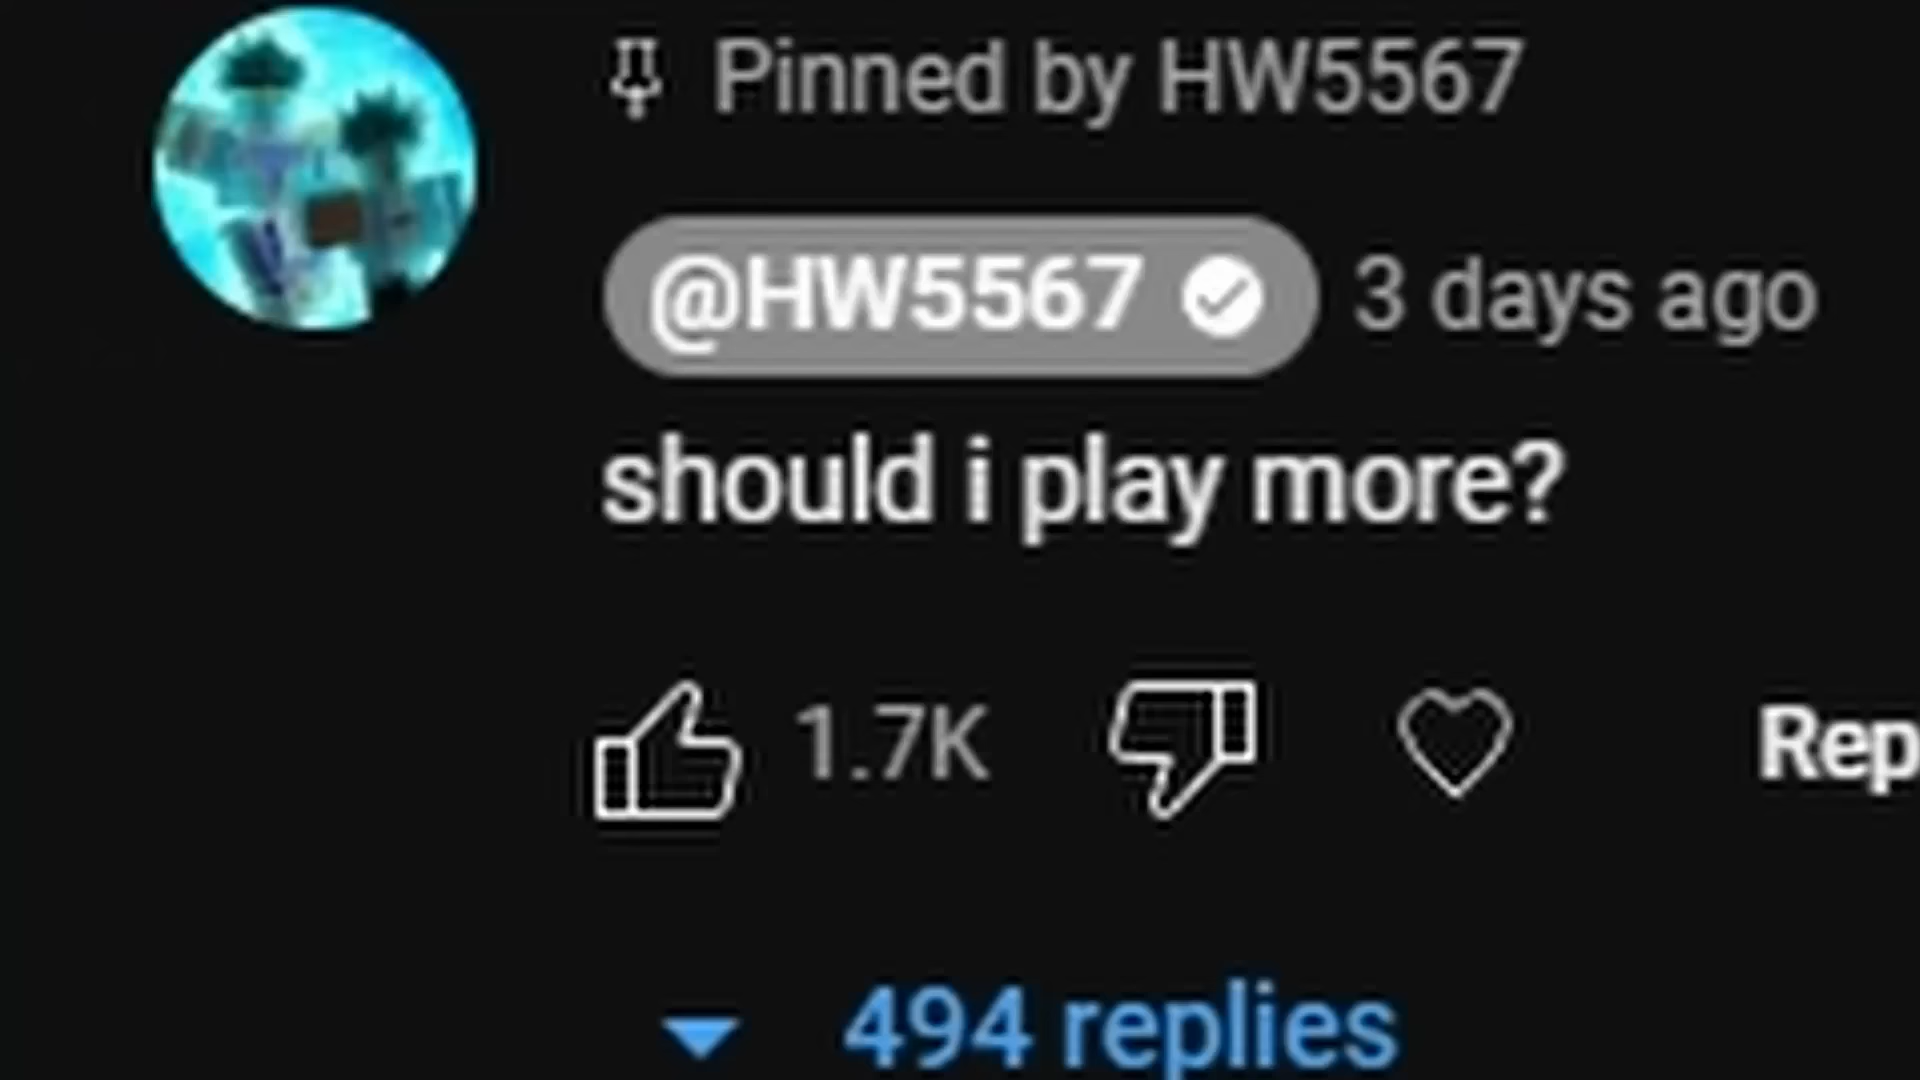 Pinned by HW5567
@HW5567 3 days ago
should i play more?
1.7K Rep
494 replies